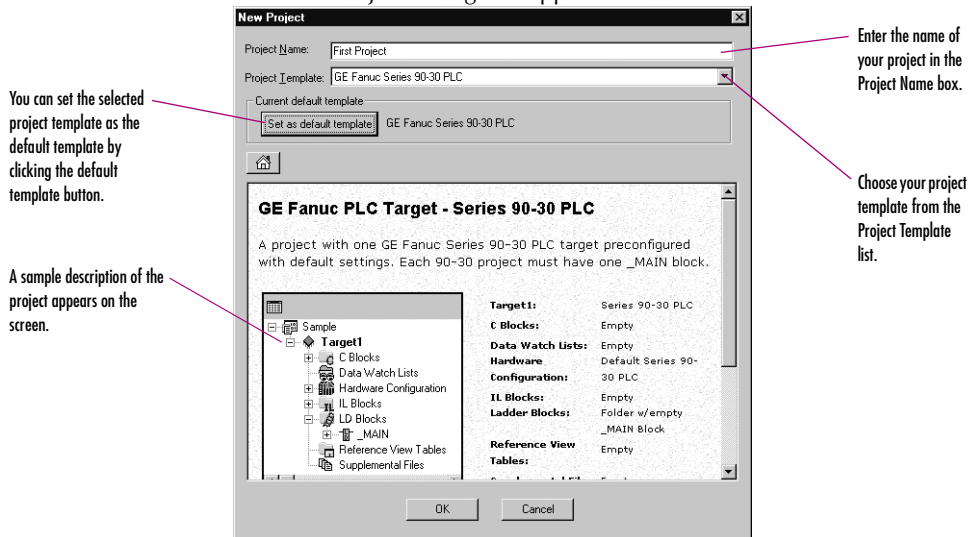 New Project
Project Name: First Project
Project Template: GE Fanuc Series 90-30 PLC
Current default template
Set as default template GE Fanuc Series 90-30 PLC
GE Fanuc PLC Target - Series 90-30 PLC
A project with one GE Fanuc Series 90-30 PLC target preconfigured
with default settings. Each 90-30 project must have one _MAIN block.
Sample
Target1
C Blocks
Data Watch Lists
Hardware Configuration
IL Blocks
LD Blocks
_MAIN
Reference View Tables
Supplemental Files
Target1: Series 90-30 PLC
C Blocks: Empty
Data Watch Lists: Empty
Hardware Default Series 90-
Configuration: 30 PLC
IL Blocks: Empty
Ladder Blocks: Folder w/empty
_MAIN Block
Reference View Empty
Tables:
OK Cancel
You can set the selected
project template as the
default template by
clicking the default
template button.
A sample description of the
project appears on the
screen.
Enter the name of
your project in the
Project Name box.
Choose your project
template from the
Project Template
list.